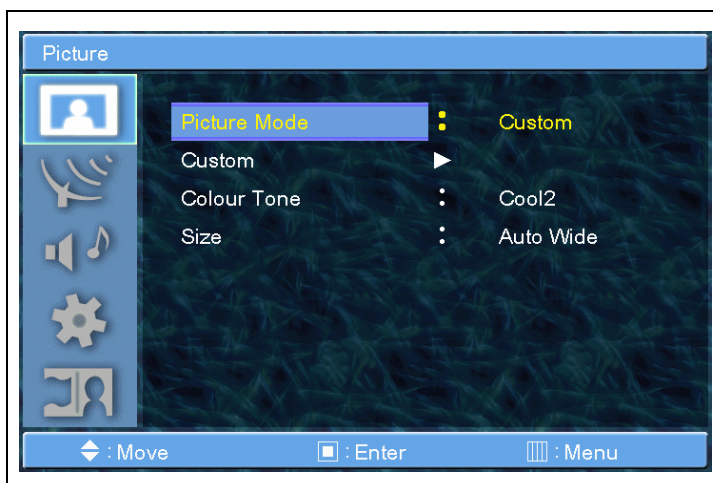 Picture
Picture Mode : Custom
Custom
Colour Tone : Cool2
Size : Auto Wide
: Move : Enter : Menu